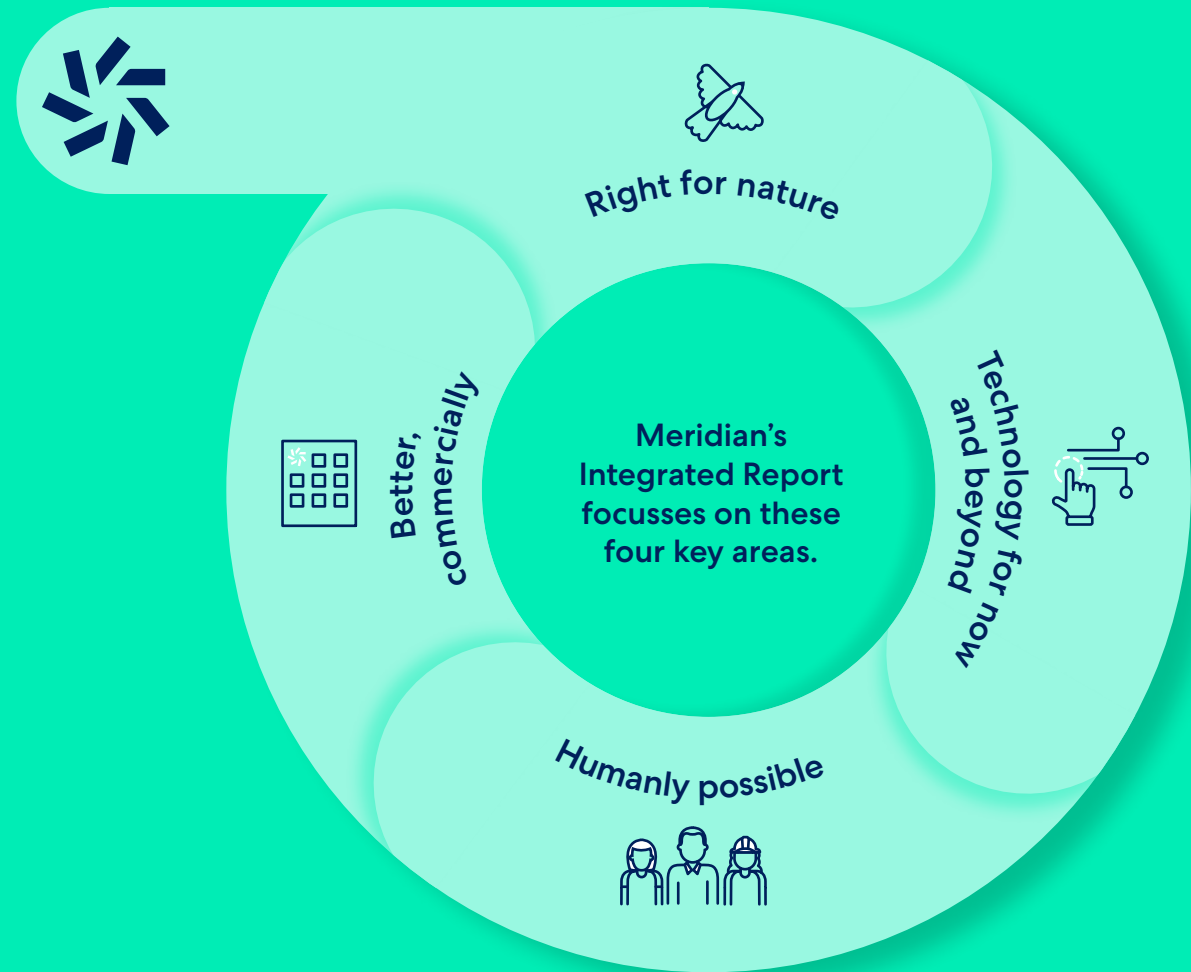 Right for nature
Technology for now
and beyond
Humanly possible
Better,
commercially
Meridian’s
Integrated Report
focusses on these
four key areas.